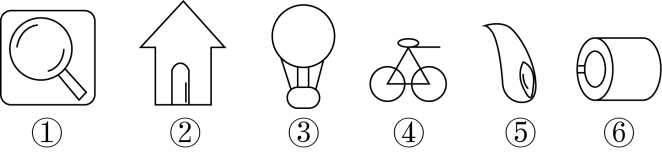 ① ② ③ ④ ⑤ ⑥